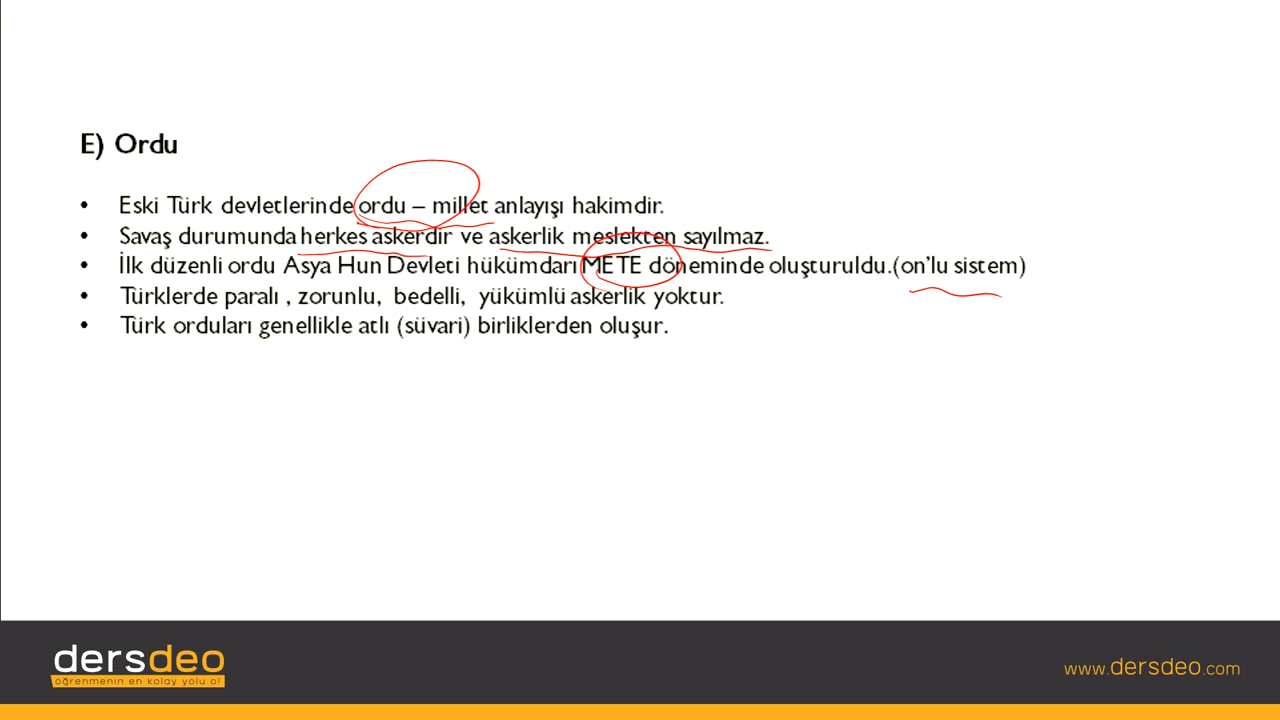 E) Ordu
• Eski Türk devletlerinde ordu – millet anlayışı hakimdir.
• Savaş durumunda herkes askerdir ve askerlik meslekten sayılmaz.
• İlk düzenli ordu Asya Hun Devleti hükümdarı METE döneminde oluşturuldu.(on’lu sistem)
• Türklerde paralı , zorunlu, bedelli, yükümlü askerlik yoktur.
• Türk orduları genellikle atlı (süvari) birliklerden oluşur.
dersdeo
öğrenmenin en kolay yolu o!
www.dersdeo.com